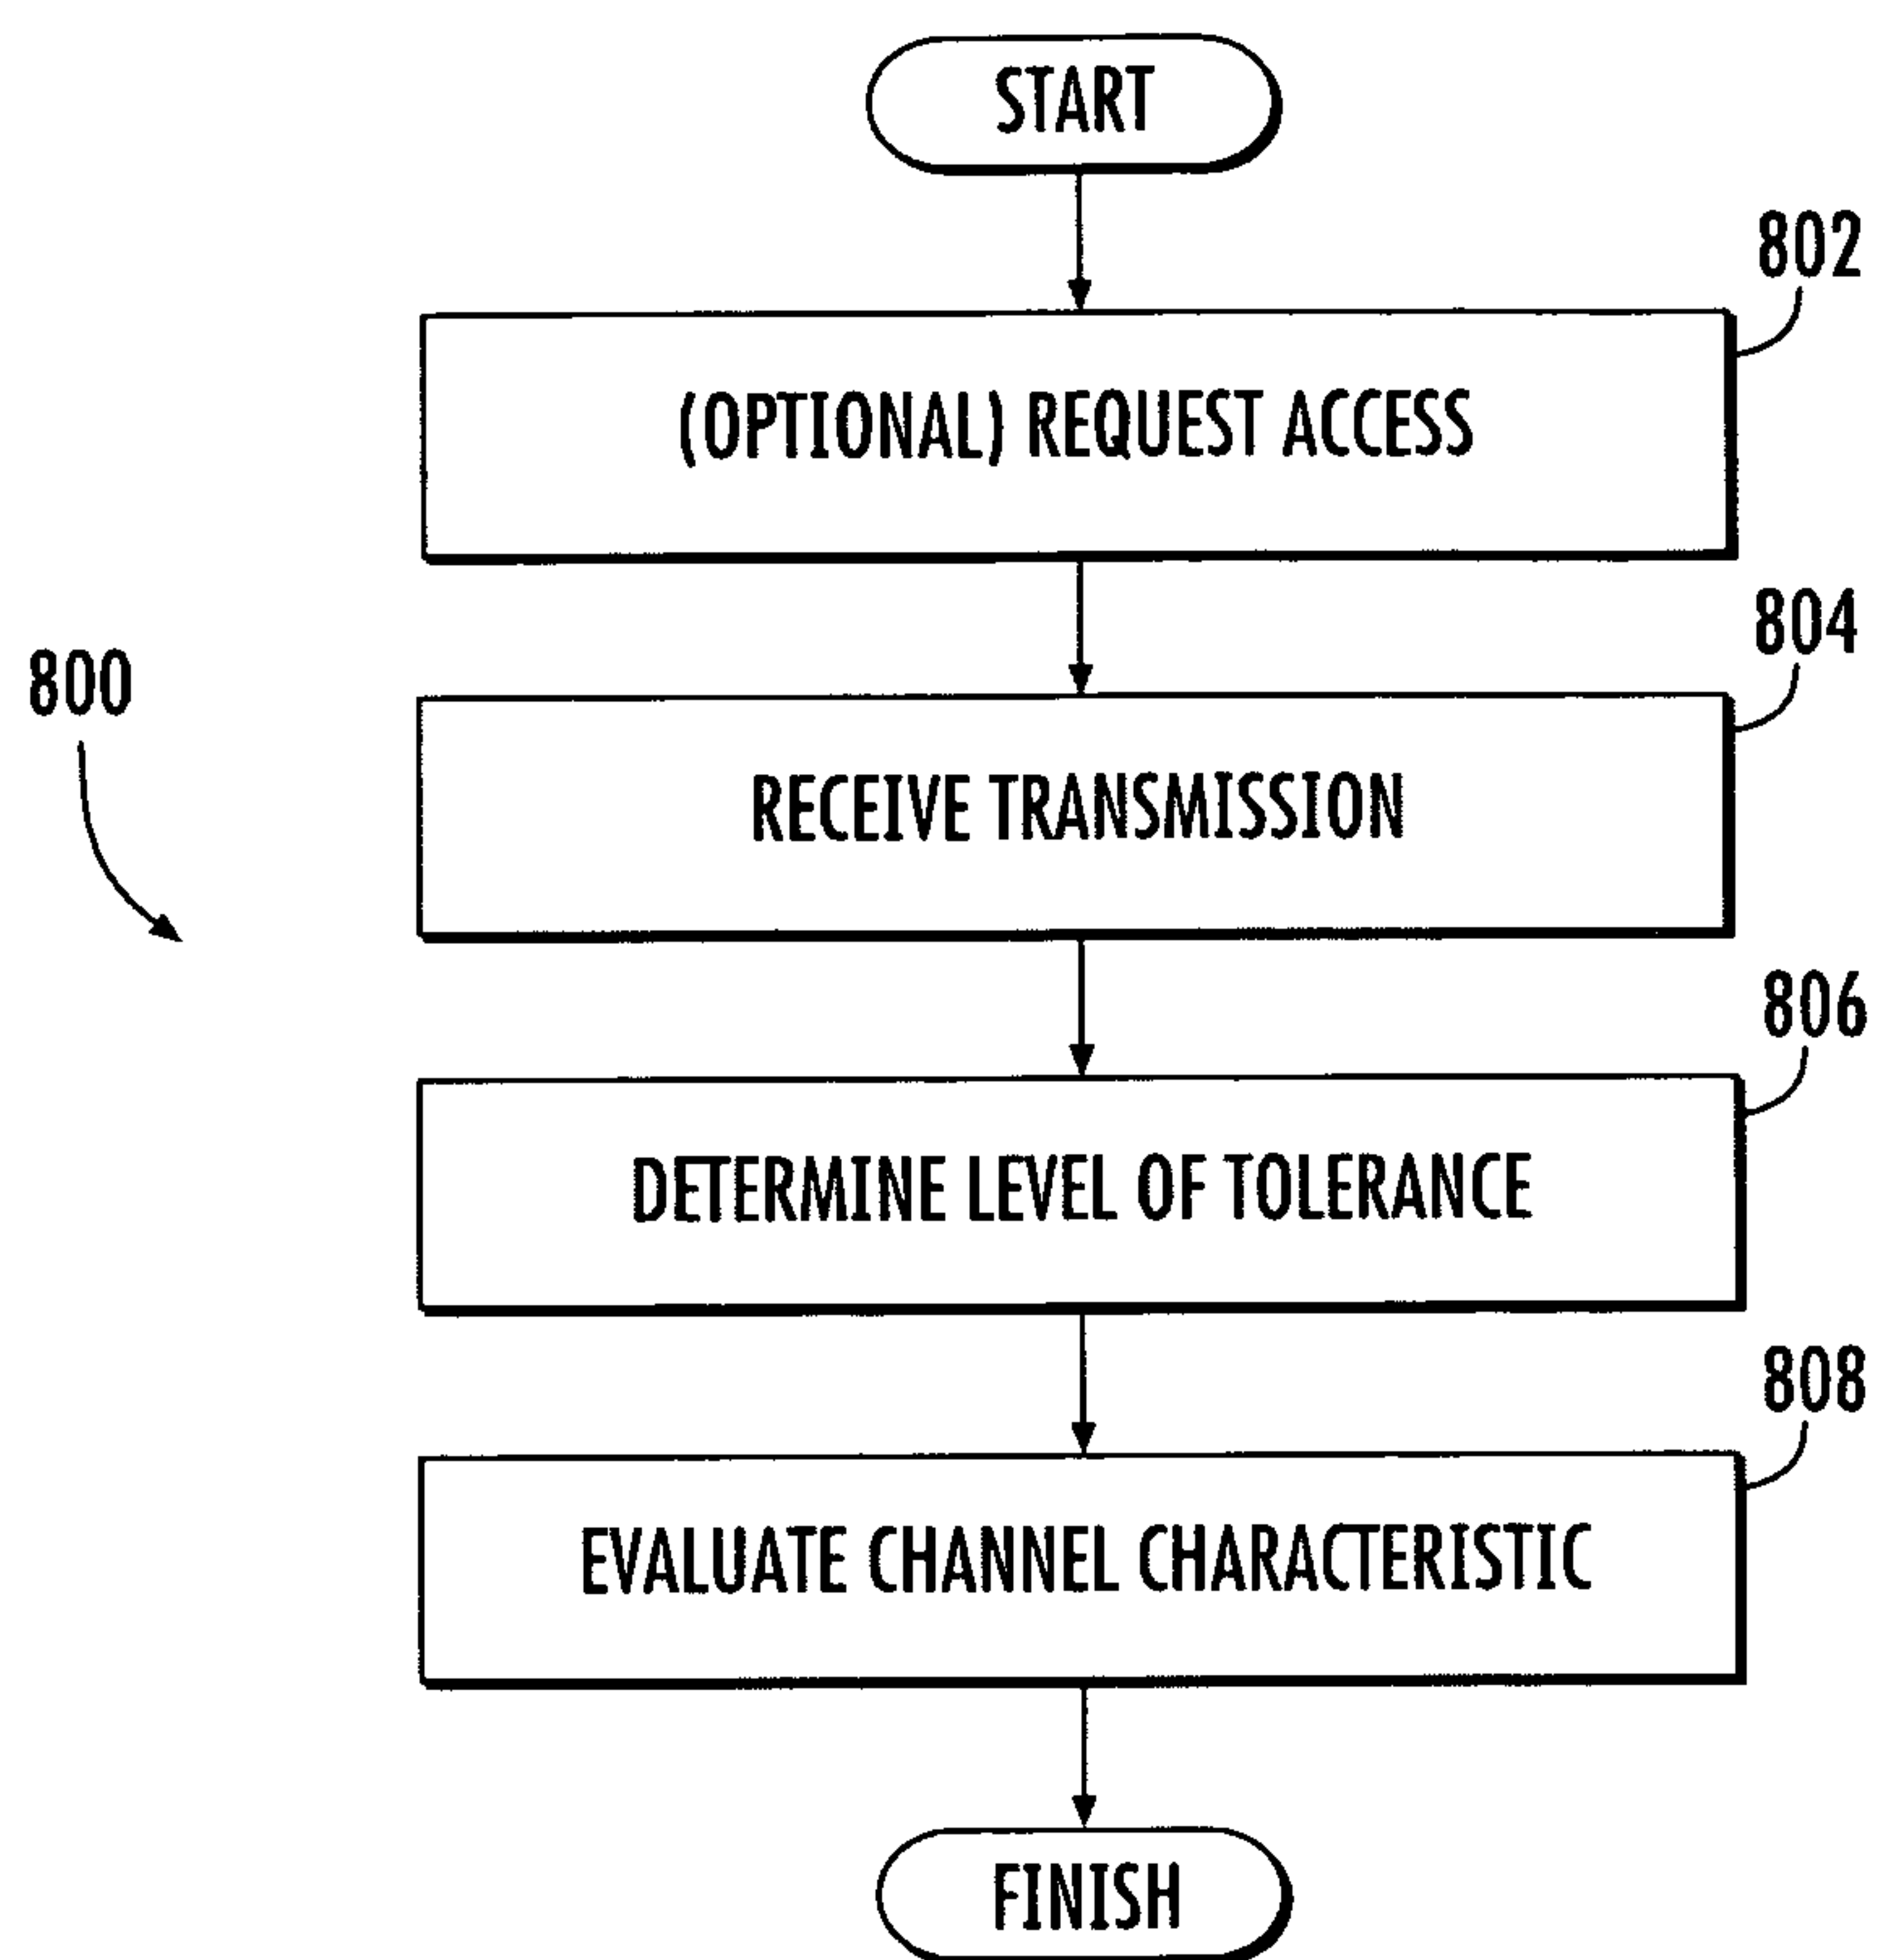 START
802
(OPTIONAL) REQUEST ACCESS
804
800
RECEIVE TRANSMISSION
806
DETERMINE LEVEL OF TOLERANCE
808
EVALUATE CHANNEL CHARACTERISTIC
FINISH